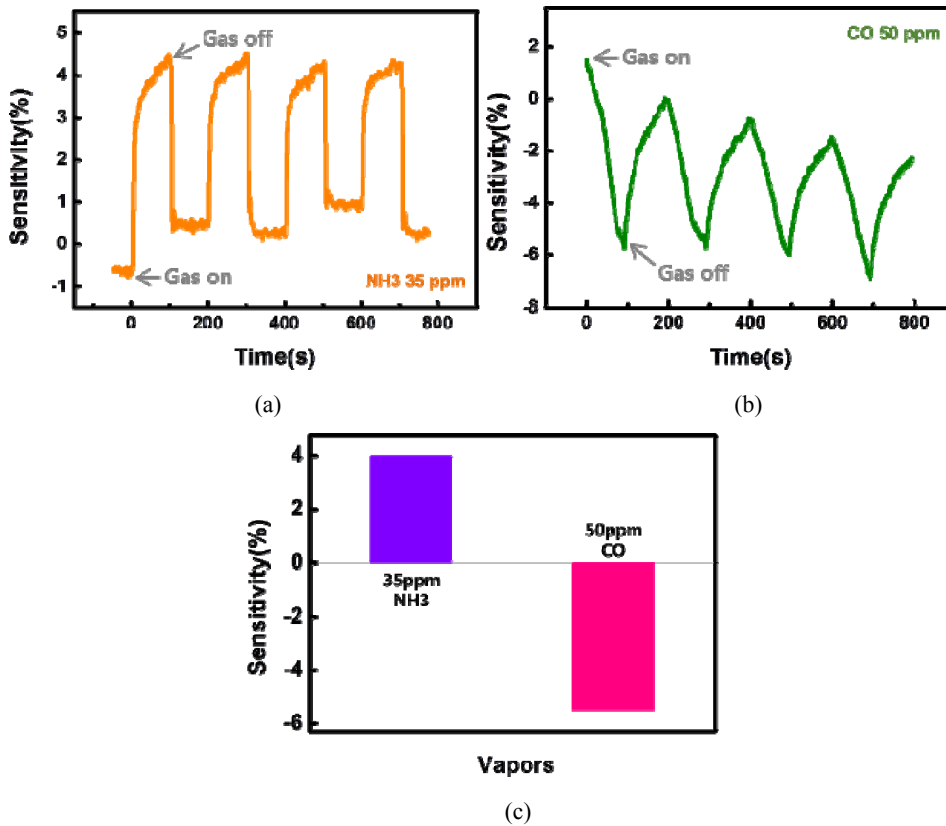 Gas off
Gas on
NH3 35 ppm
5
4
3
2
1
0
-1
0
200
400
600
800
Sensitivity(%)
Time(s)
(a)
CO 50 ppm
Gas on
Gas off
2
0
-2
-4
-6
-8
0
200
400
600
800
Sensitivity(%)
Time(s)
(b)
4
2
0
-2
-4
-6
Sensitivity(%)
35ppm
NH3
50ppm
CO
Vapors
(c)